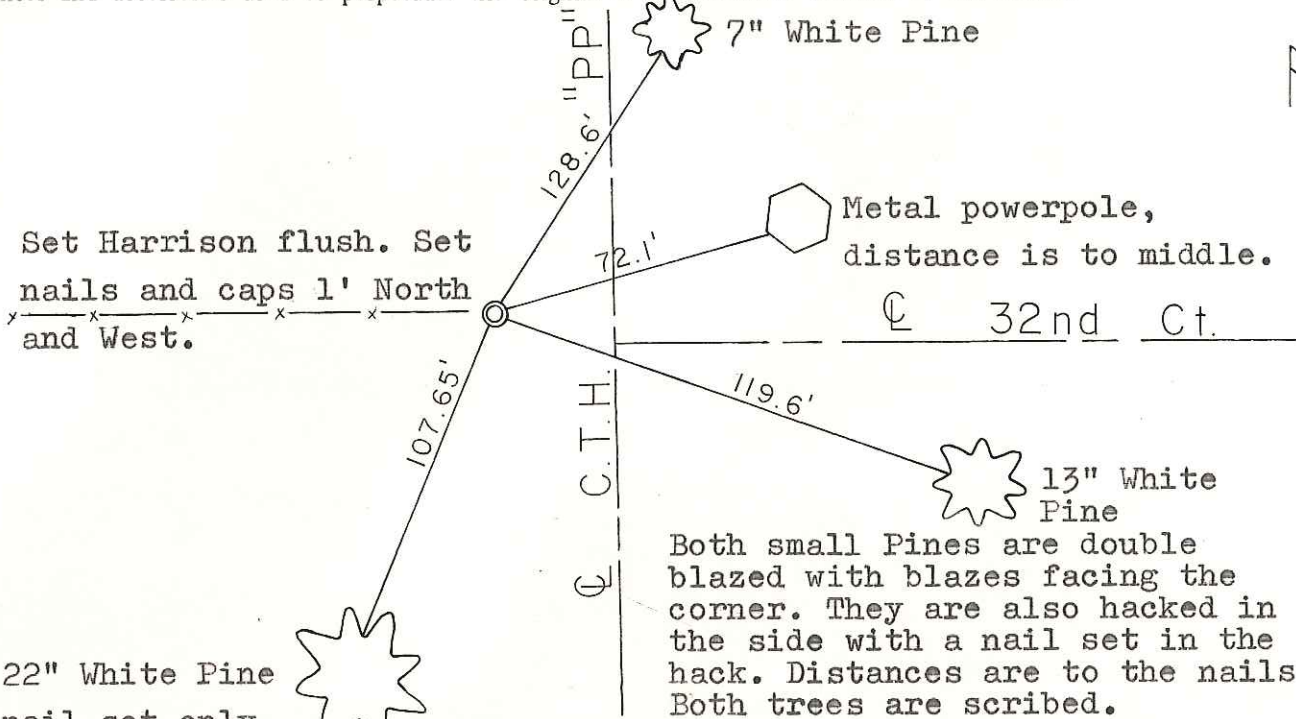 7" White Pine
"PP"
128.6'
Metal powerpole,
distance is to middle.
72.1'
Set Harrison flush. Set
nails and caps 1' North
and West.
℄ 32nd Ct.
119.6'
107.65'
℄ C.T.H.
13" White
Pine
Both small Pines are double
blazed with blazes facing the
corner. They are also hacked in
the side with a nail set in the
hack. Distances are to the nails
Both trees are scribed.
22" White Pine
nail set only